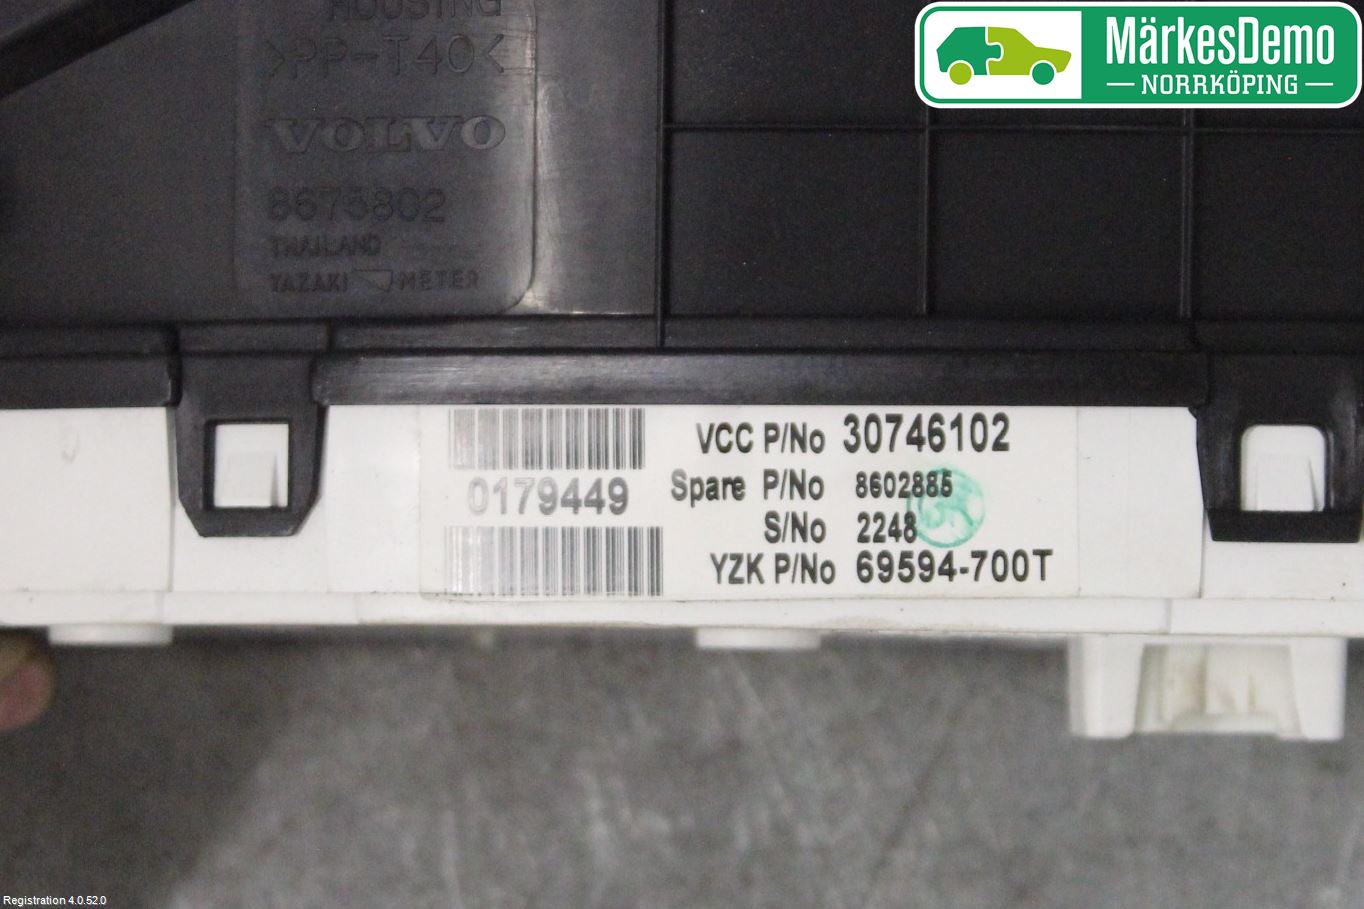 HOUSING
>PP-T40<
VOLVO
8675802
THAILAND
YAZAKI METER
MärkesDemo
NORRKÖPING
0179449
VCC P/No 30746102
Spare P/No 8602885
S/No 2248
YZK P/No 69594-700T
Registration 4.0.52.0